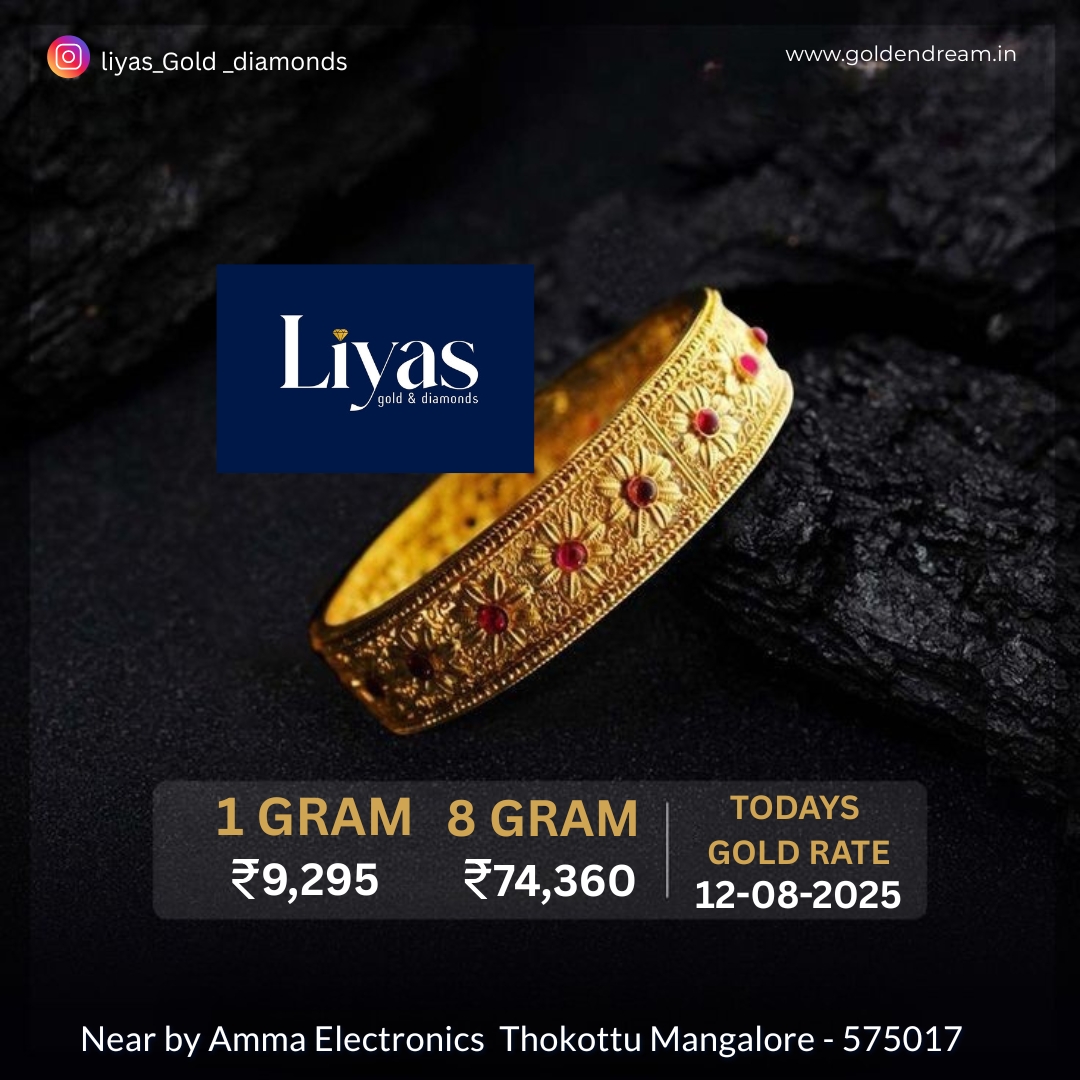 liyas_Gold _diamonds
www.goldendream.in
Liyas
gold & diamonds
1 GRAM
₹9,295
8 GRAM
₹74,360
TODAYS
GOLD RATE
12-08-2025
Near by Amma Electronics  Thokottu Mangalore - 575017